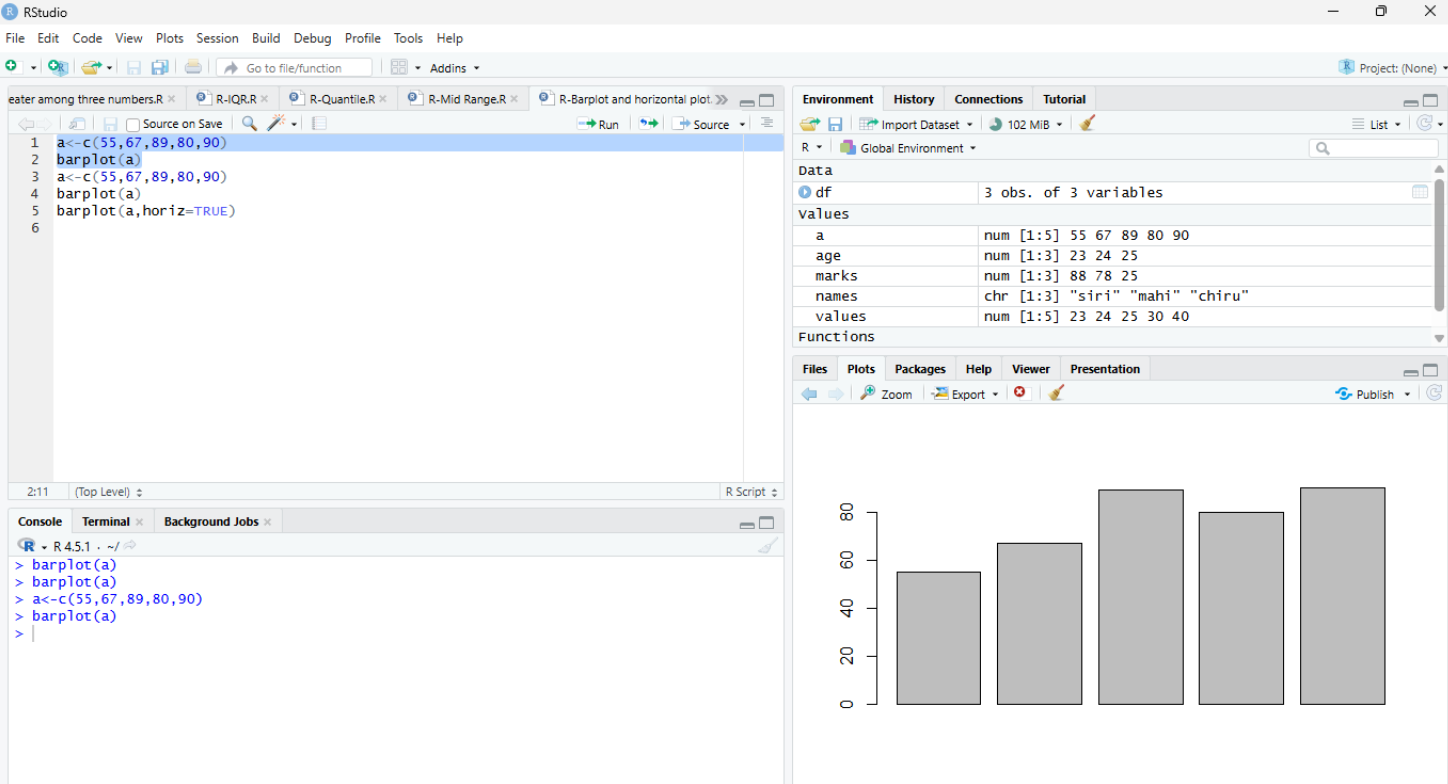 RStudio
File Edit Code View Plots Session Build Debug Profile Tools Help
Go to file/function Addins Project: (None)
eater among three numbers.R R-IQR.R R-Quantile.R R-Mid Range.R R-Barplot and horizontal plot.
Source on Save Run Source
1 a<-c(55,67,89,80,90)
2 barplot(a)
3 a<-c(55,67,89,80,90)
4 barplot(a)
5 barplot(a,horiz=TRUE)
6
2:11 (Top Level) R Script
Console Terminal Background Jobs
R 4.5.1 · ~/
> barplot(a)
> barplot(a)
> a<-c(55,67,89,80,90)
> barplot(a)
>
Environment History Connections Tutorial
Import Dataset 102 MiB List
R Global Environment
Data
df 3 obs. of 3 variables
Values
a num [1:5] 55 67 89 80 90
age num [1:3] 23 24 25
marks num [1:3] 88 78 25
names chr [1:3] "siri" "mahi" "chiru"
values num [1:5] 23 24 25 30 40
Functions
Files Plots Packages Help Viewer Presentation
Zoom Export Publish
80
60
40
20
0